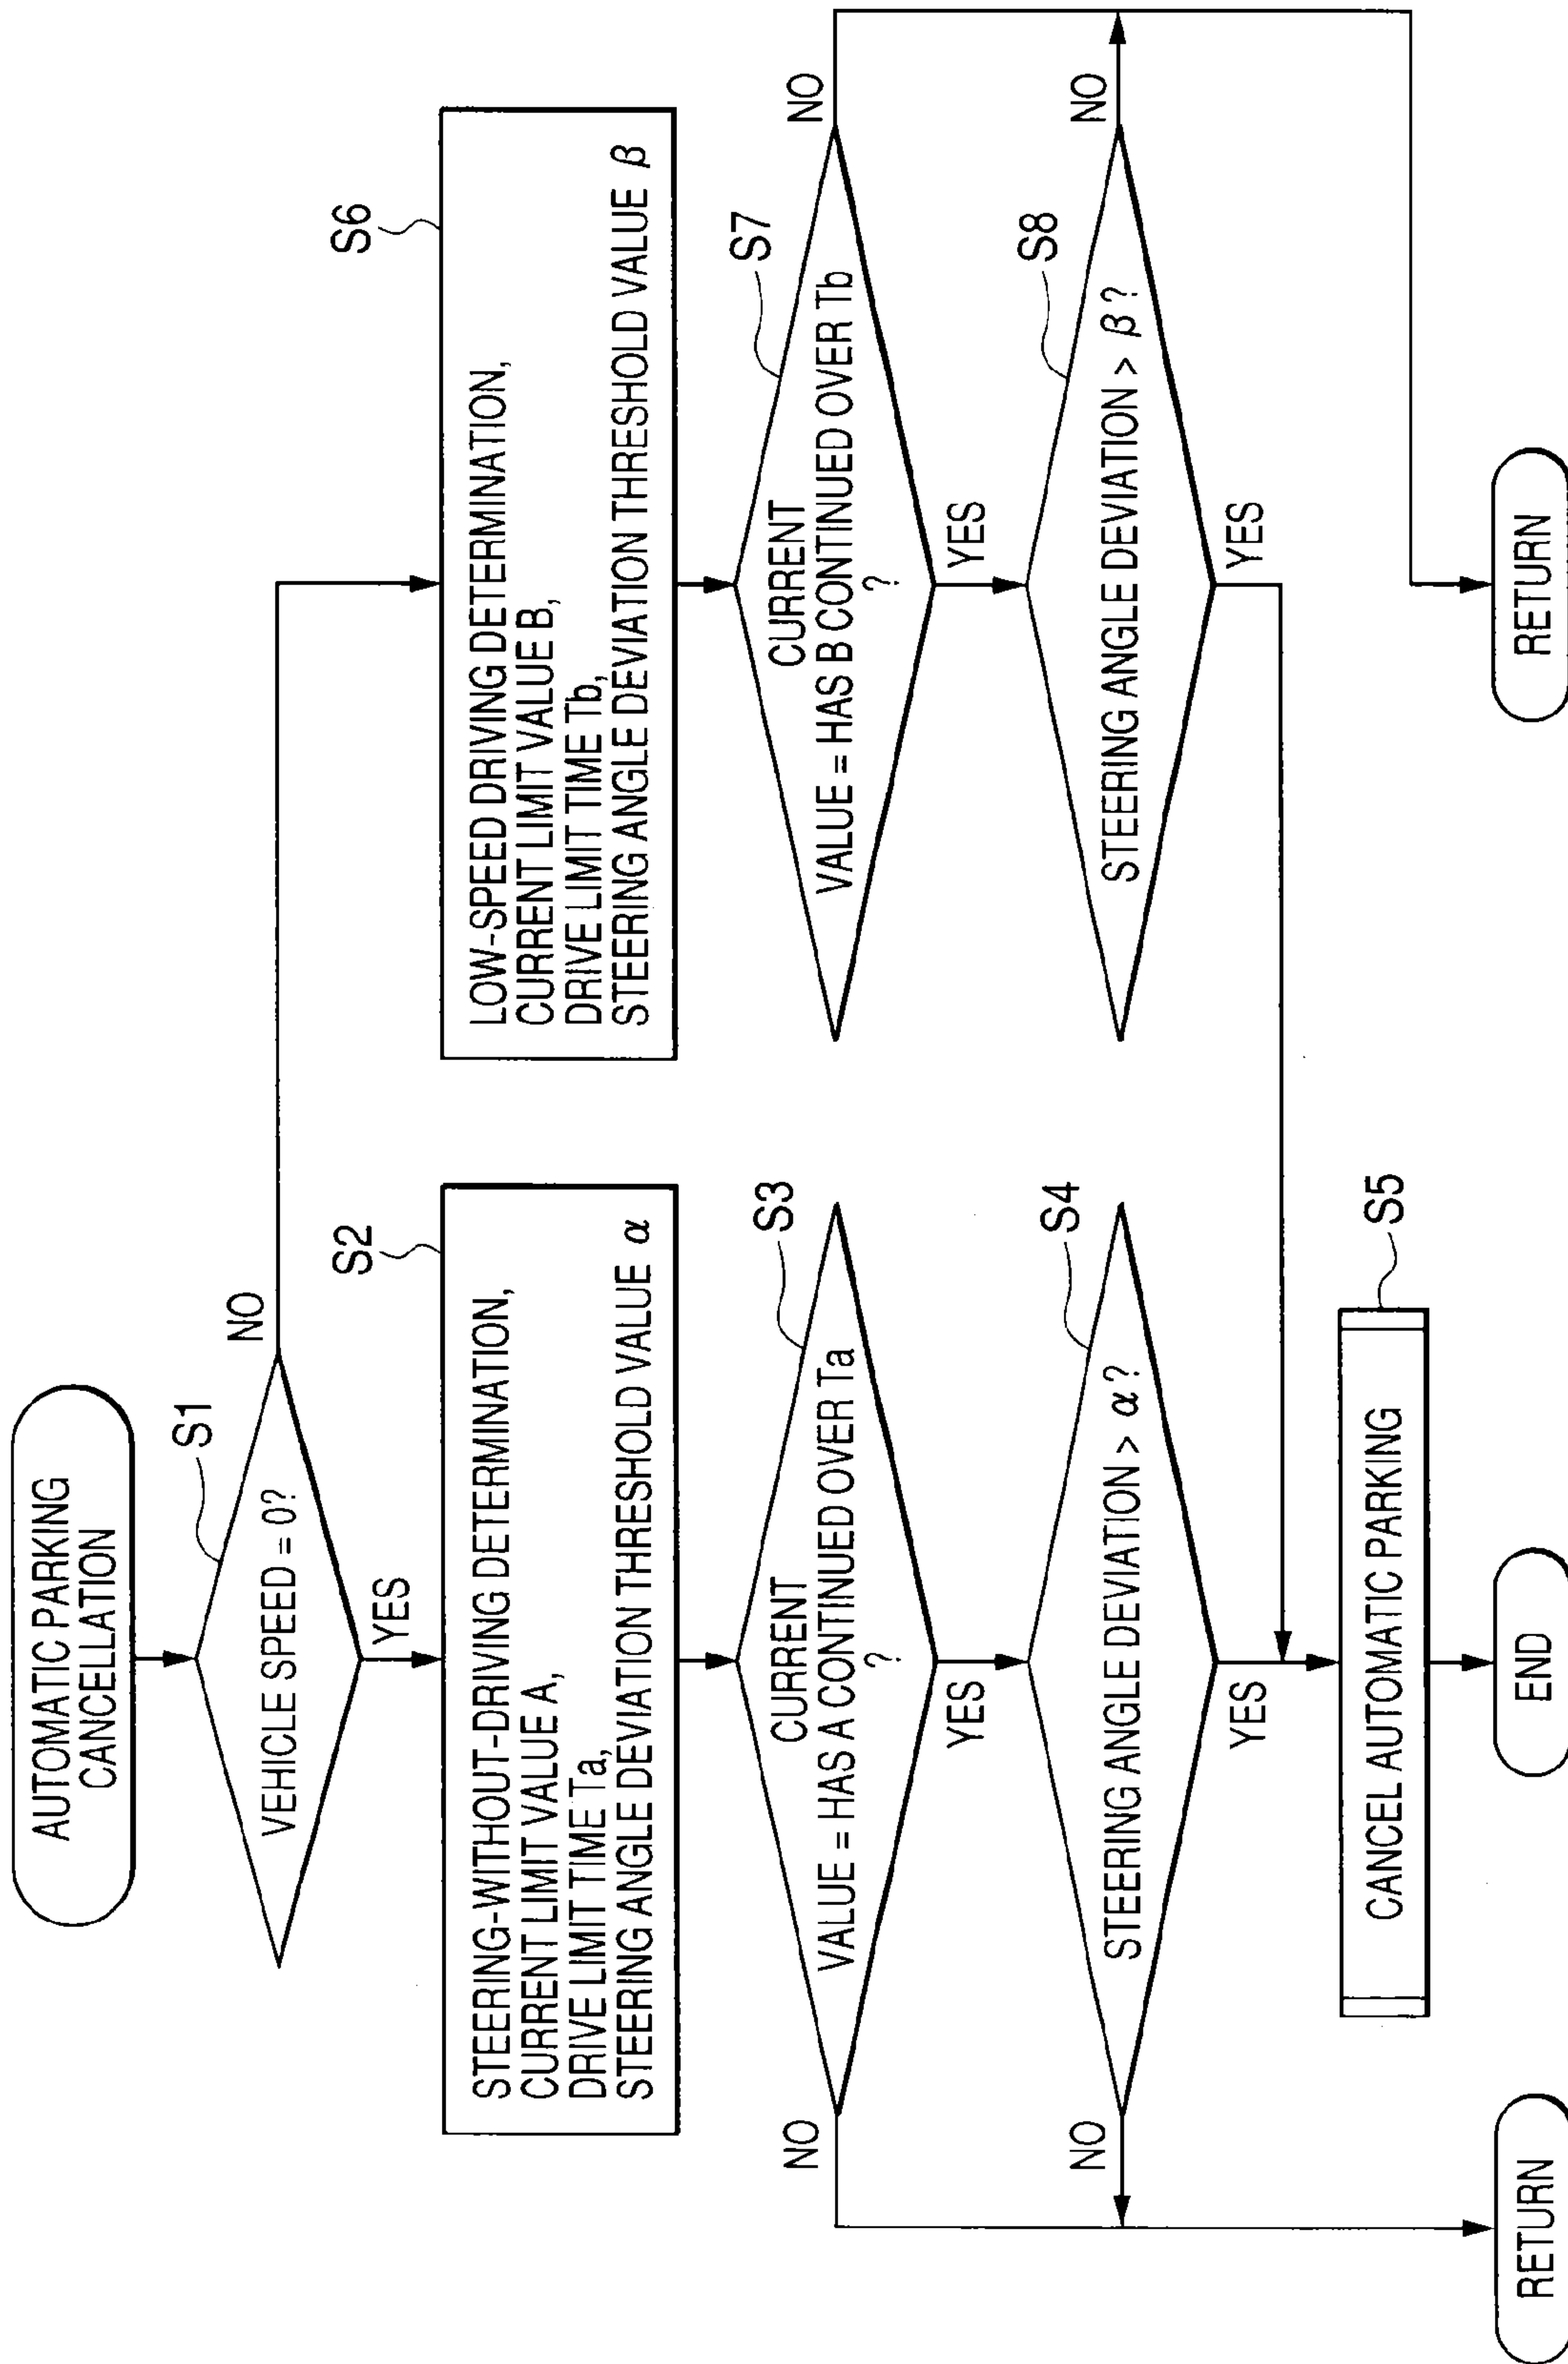 AUTOMATIC PARKING
CANCELLATION
S1
VEHICLE SPEED = 0?
NO
YES
S2
STEERING-WITHOUT-DRIVING DETERMINATION,
CURRENT LIMIT VALUE A,
DRIVE LIMIT TIME Ta,
STEERING ANGLE DEVIATION THRESHOLD VALUE α
S3
CURRENT
VALUE = HAS A CONTINUED OVER Ta
?
NO
YES
S4
STEERING ANGLE DEVIATION > α?
NO
YES
S5
CANCEL AUTOMATIC PARKING
RETURN
END
S6
LOW-SPEED DRIVING DETERMINATION,
CURRENT LIMIT VALUE B,
DRIVE LIMIT TIME Tb,
STEERING ANGLE DEVIATION THRESHOLD VALUE β
S7
CURRENT
VALUE = HAS B CONTINUED OVER Tb
?
NO
YES
S8
STEERING ANGLE DEVIATION > β?
NO
YES
RETURN